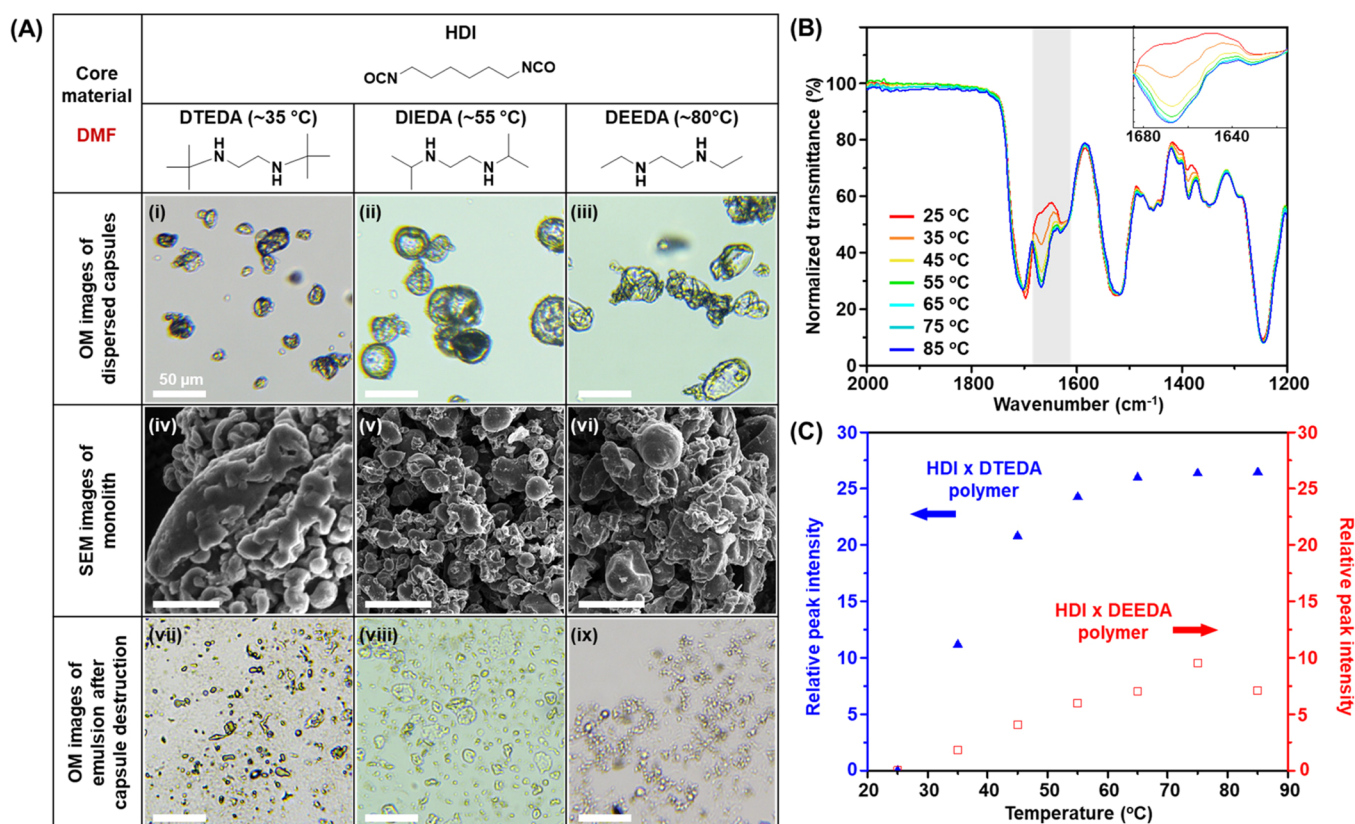 (A)
Core
material
DMF
HDI
OCN
NCO
DTEDA (~35 °C)
H
N
N
H
DIEDA (~55 °C)
H
N
N
H
DEEDA (~80°C)
H
N
N
H
OM images of
dispersed capsules
(i)
50 µm
(ii)
(iii)
SEM images of
monolith
(iv)
(v)
(vi)
OM images of
emulsion after
capsule destruction
(vii)
(viii)
(ix)
(B)
Normalized transmittance (%)
100
80
60
40
20
0
25 °C
35 °C
45 °C
55 °C
65 °C
75 °C
85 °C
1680
1640
2000
1800
1600
1400
1200
Wavenumber (cm⁻¹)
(C)
Relative peak intensity
30
25
20
15
10
5
0
HDI x DTEDA
polymer
HDI x DEEDA
polymer
30
25
20
15
10
5
0
Relative peak intensity
20
30
40
50
60
70
80
90
Temperature (°C)